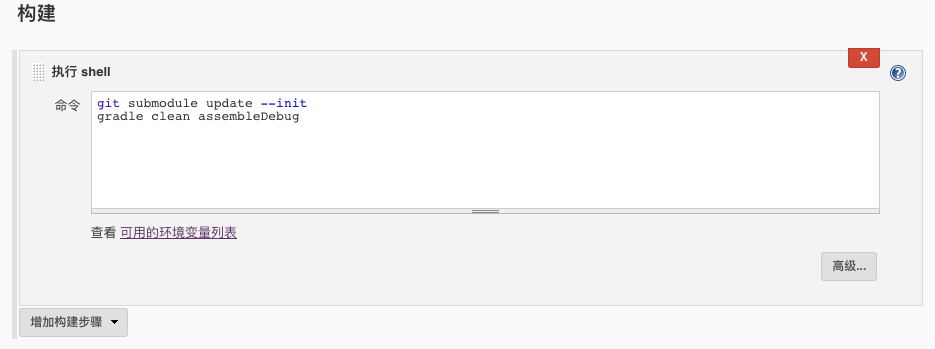 构建
X
执行 shell
?
命令
git submodule update --init
gradle clean assembleDebug
查看 可用的环境变量列表
高级...
增加构建步骤